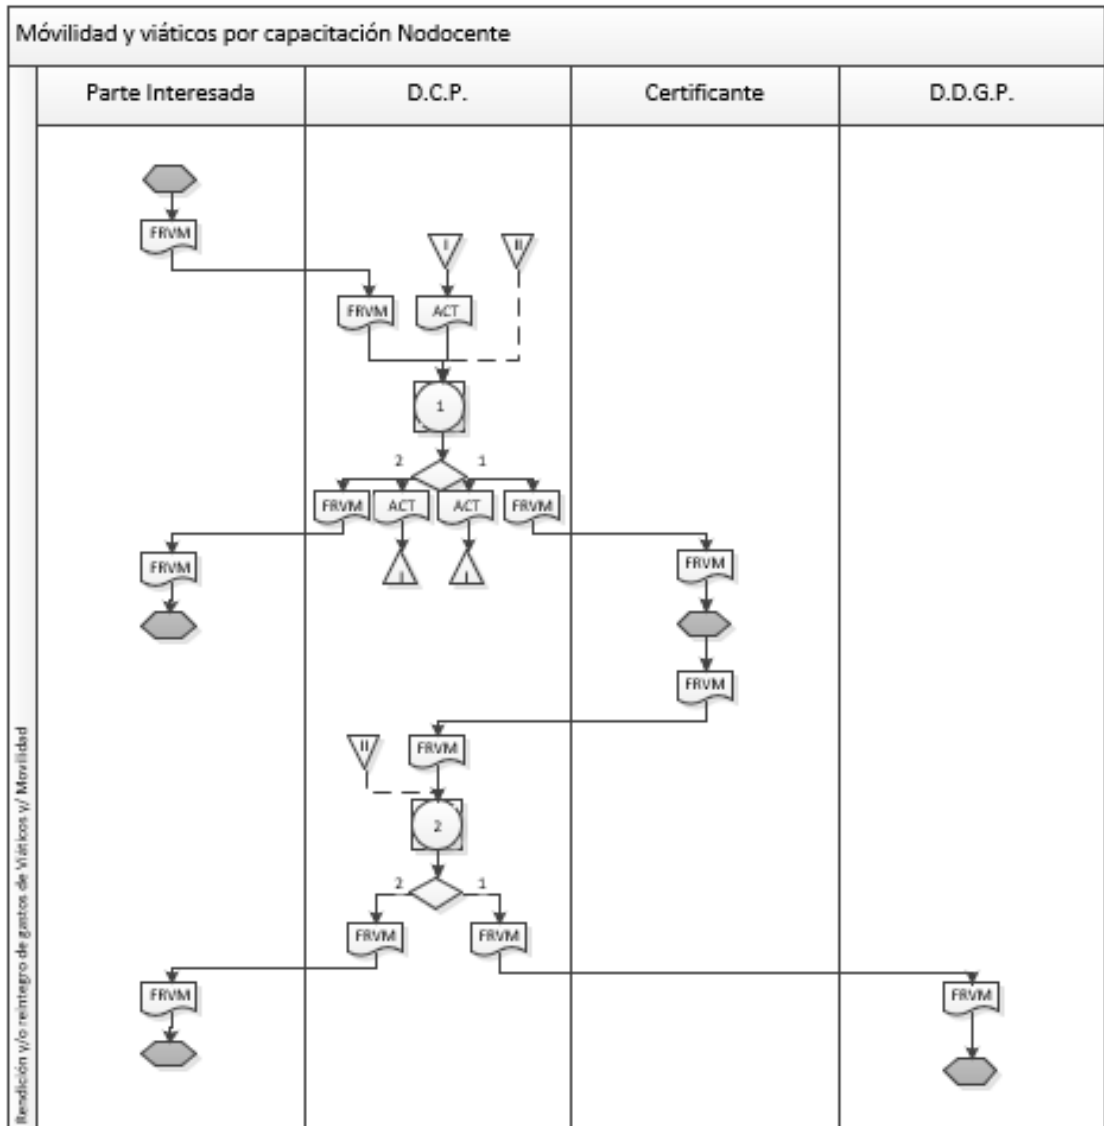 Móvilidad y viáticos por capacitación Nodocente
Parte Interesada
D.C.P.
Certificante
D.D.G.P.
FRVM
I
II
FRVM
ACT
1
2
1
FRVM
ACT
ACT
FRVM
FRVM
I
I
FRVM
FRVM
II
FRVM
2
2
1
FRVM
FRVM
FRVM
FRVM
Rendición y/o reintegro de gastos de Viáticos y/ Movilidad